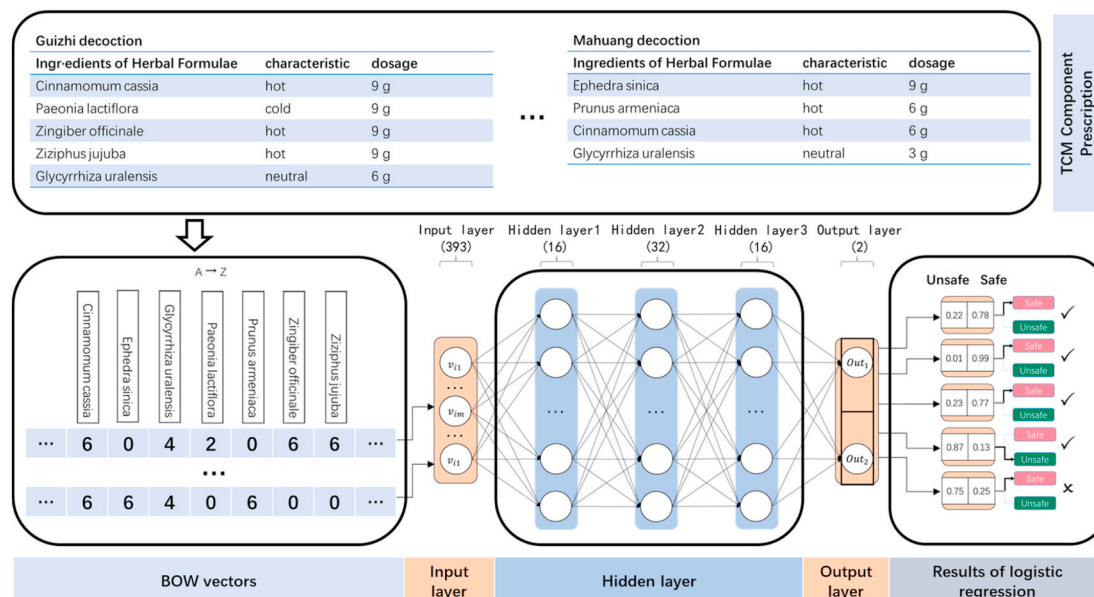 Guizhi decoction
Ingr·edients of Herbal Formulae characteristic dosage
Cinnamomum cassia hot 9 g
Paeonia lactiflora cold 9 g
Zingiber officinale hot 9 g
Ziziphus jujuba hot 9 g
Glycyrrhiza uralensis neutral 6 g
...
Mahuang decoction
Ingredients of Herbal Formulae characteristic dosage
Ephedra sinica hot 9 g
Prunus armeniaca hot 6 g
Cinnamomum cassia hot 6 g
Glycyrrhiza uralensis neutral 3 g
TCM Component
Prescription
A → Z
Cinnamomum cassia
Ephedra sinica
Glycyrrhiza uralensis
Paeonia lactiflora
Prunus armeniaca
Zingiber officinale
Ziziphus jujuba
... 6 0 4 2 0 6 6 ...
...
... 6 6 4 0 6 0 0 ...
Input layer
(393)
Hidden layer1
(16)
Hidden layer2
(32)
Hidden layer3
(16)
Output layer
(2)
v_i1
...
v_im
...
v_i1
... ... ...
Out_1
Out_2
Unsafe Safe
0.22 0.78 Safe
Unsafe ✓
0.01 0.99 Safe
Unsafe ✓
0.23 0.77 Safe
Unsafe ✓
0.87 0.13 Safe
Unsafe ✓
0.75 0.25 Safe
Unsafe ×
BOW vectors
Input
layer
Hidden layer
Output
layer
Results of logistic
regression